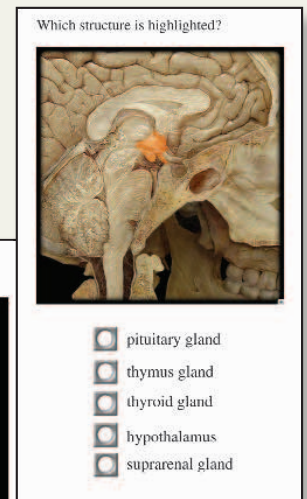 Which structure is highlighted?
pituitary gland
thymus gland
thyroid gland
hypothalamus
suprarenal gland